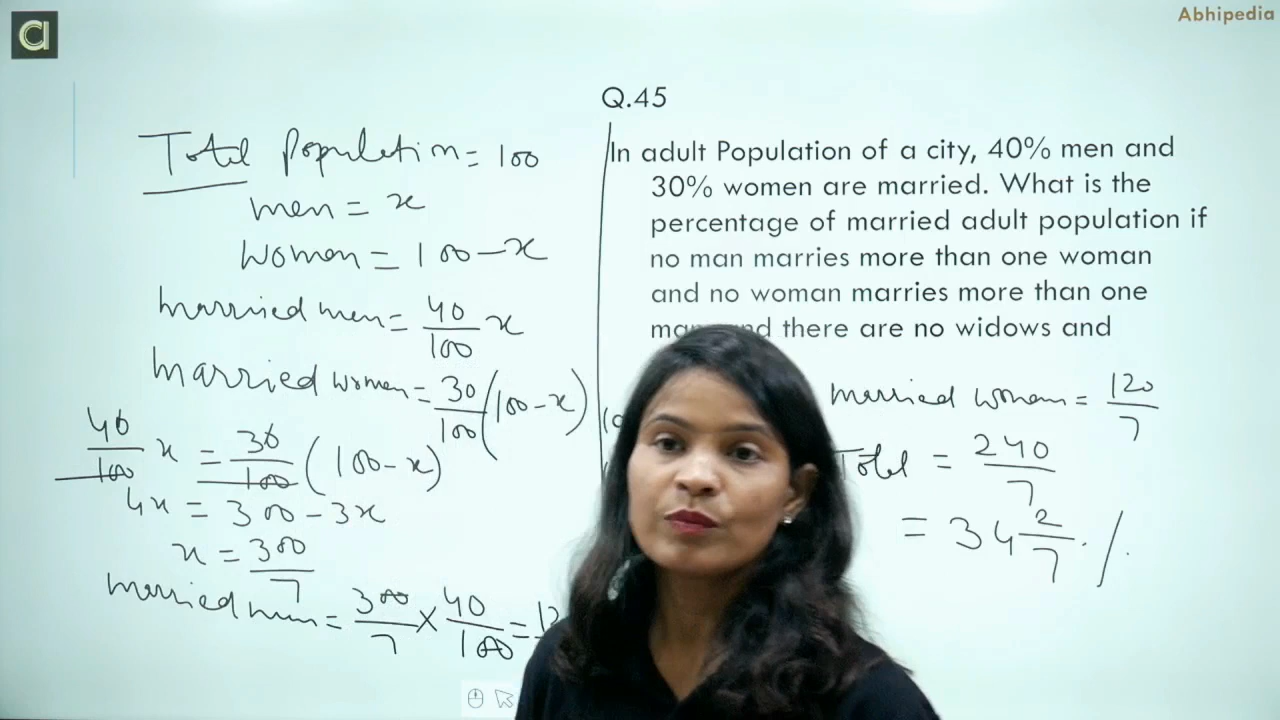 Abhipedia
Q.45
In adult Population of a city, 40% men and
30% women are married. What is the
percentage of married adult population if
no man marries more than one woman
and no woman marries more than one
there are no widows and
Total Population = 100
men = x
Women = 100 - x
married men = 40/100 x
married women = 30/100 (100 - x)
40/100 x = 30/100 (100 - x)
4x = 300 - 3x
x = 300/7
married men = 300/7 × 40/100 =
married women = 120/7
Total = 240/7
= 34 2/7 %